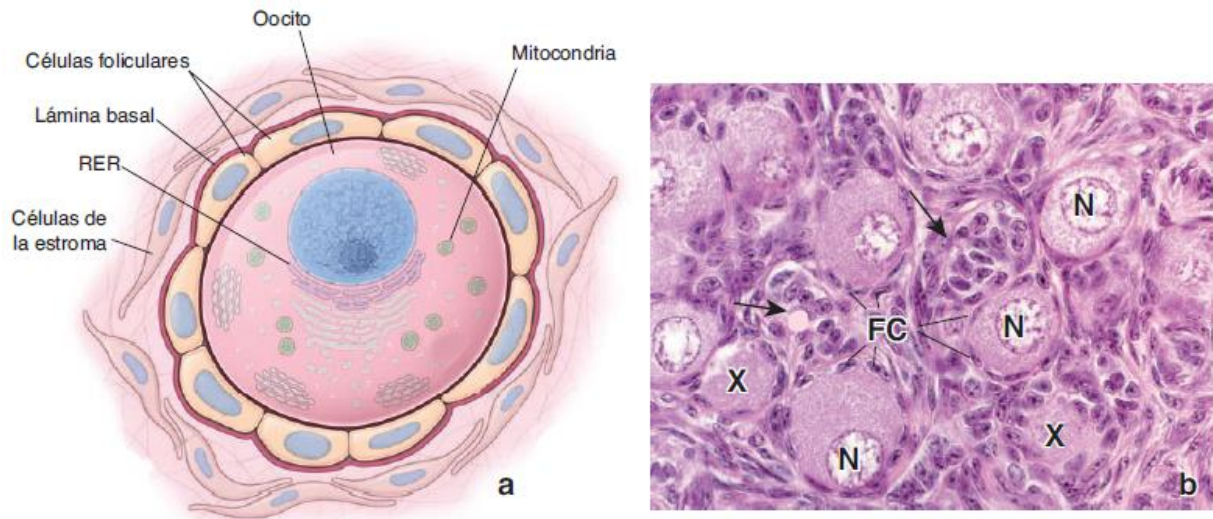 Oocito
Células foliculares
Lámina basal
RER
Células de
la estroma
Mitocondria
a
N
N
FC
X
X
N
b